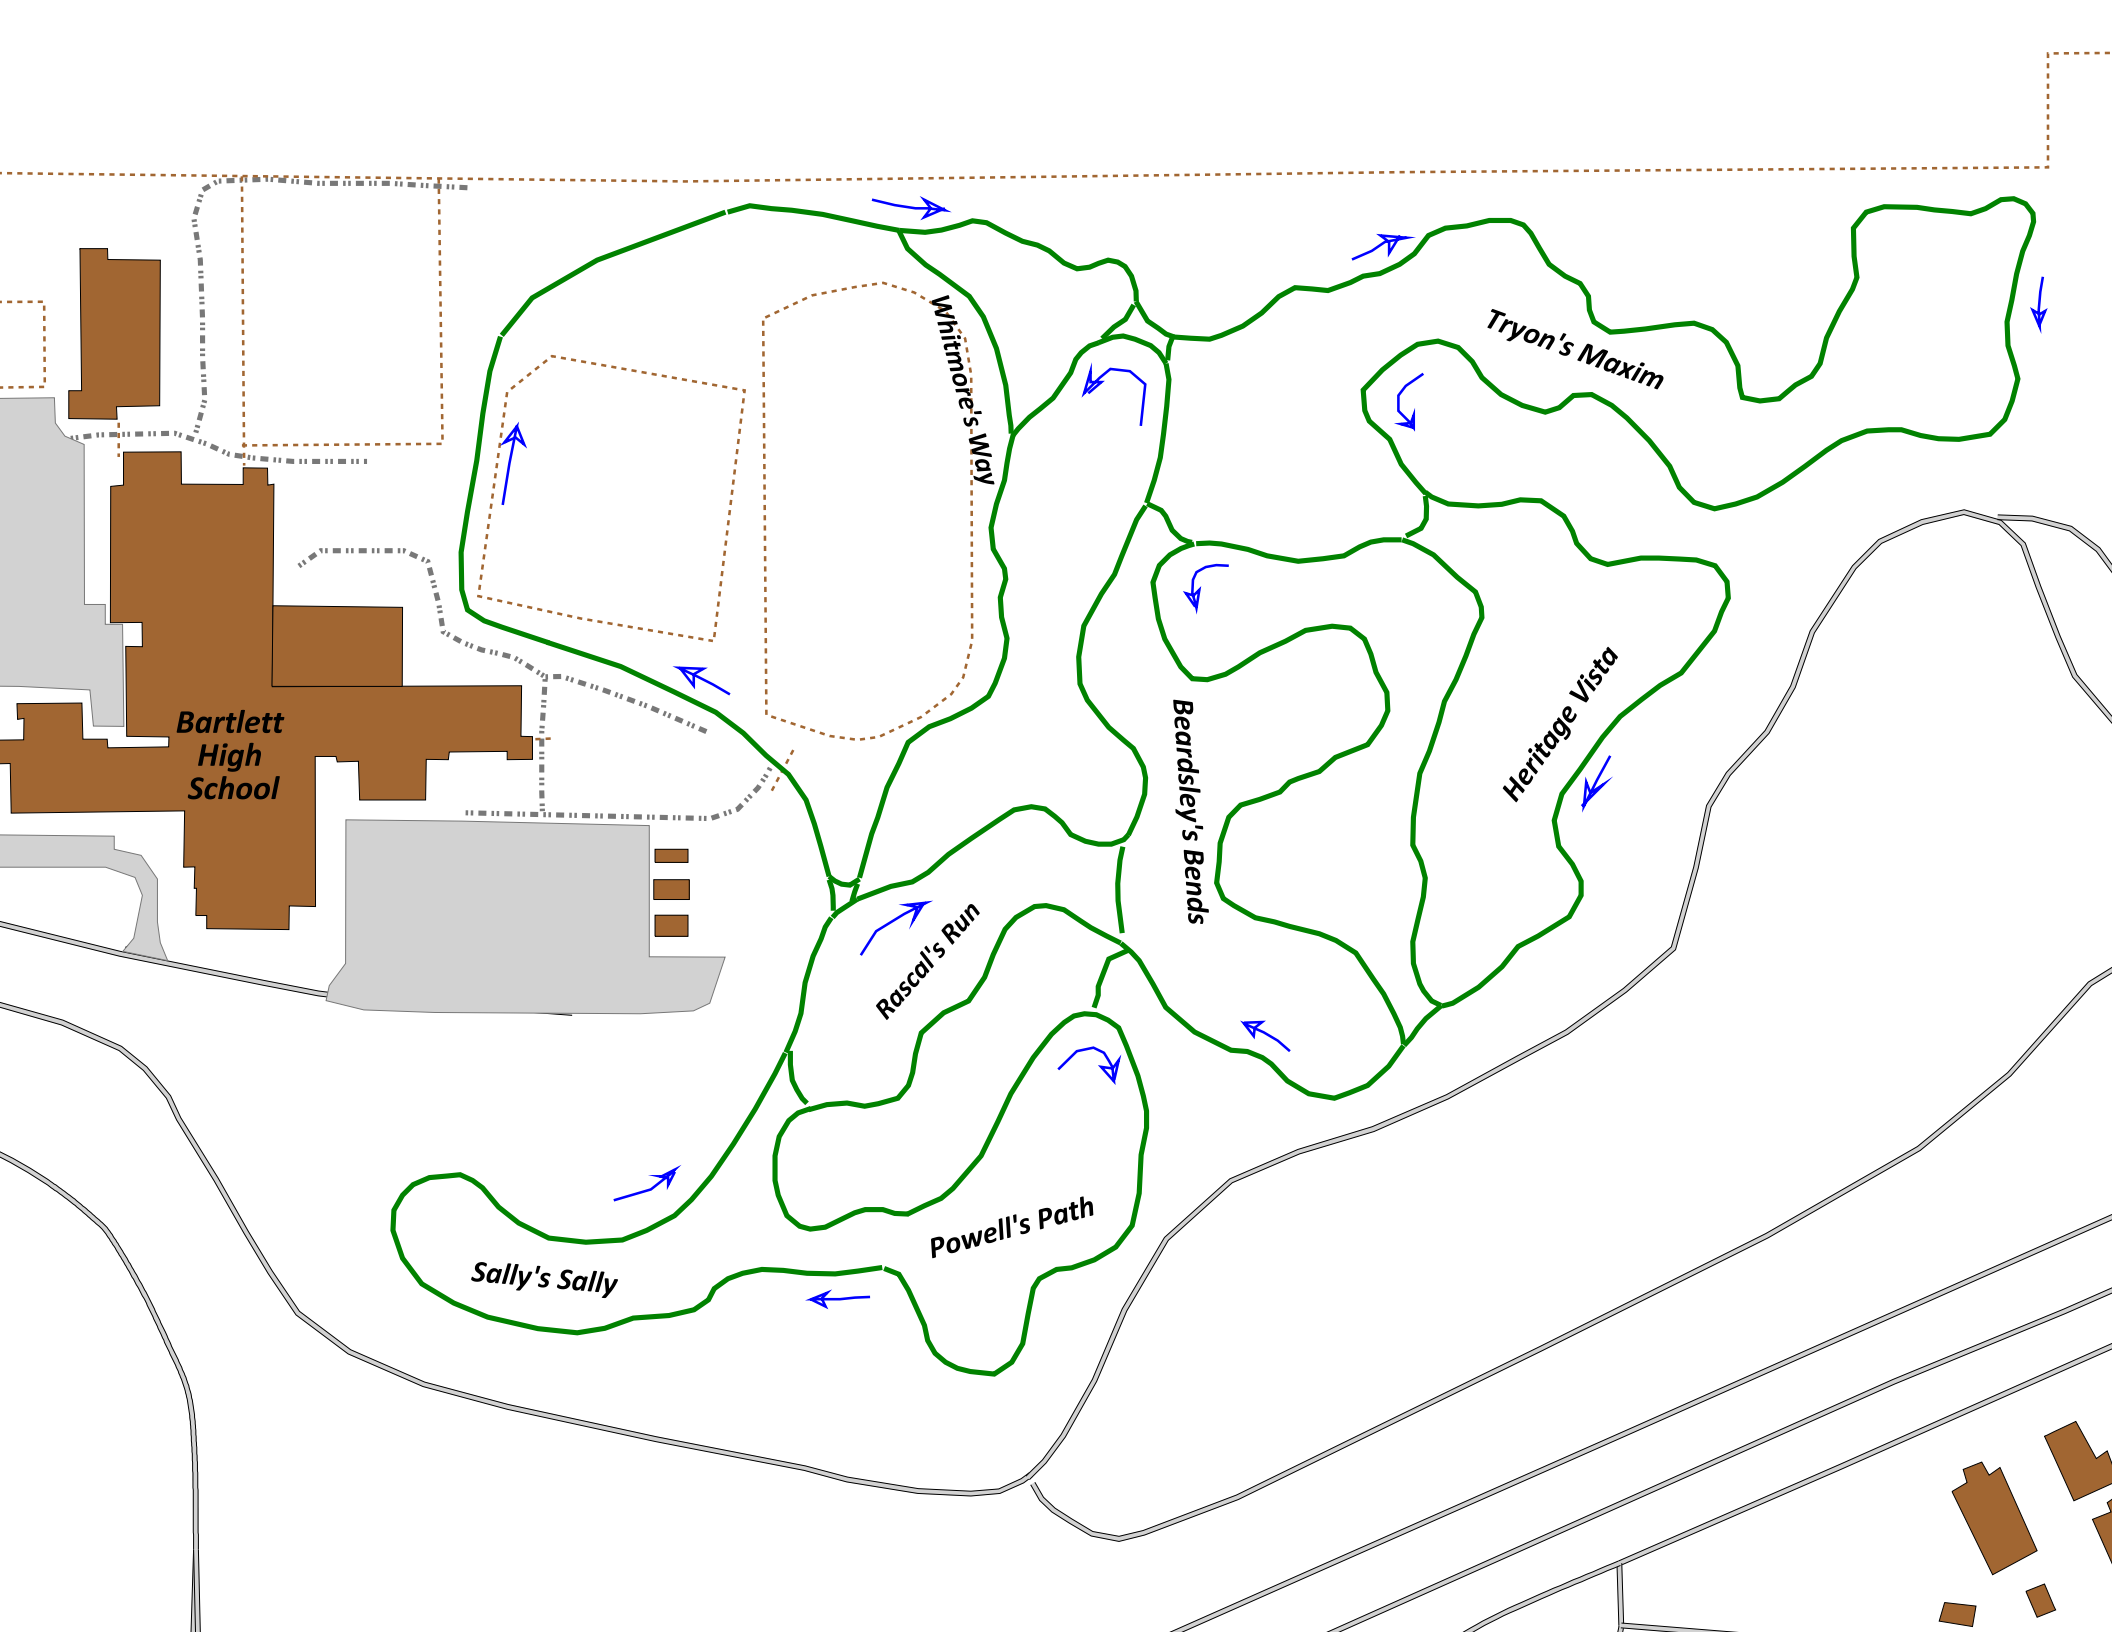 Whitmore's Way
Tryon's Maxim
Bartlett
High
School
Heritage Vista
Beardsley's Bends
Rascal's Run
Powell's Path
Sally's Sally